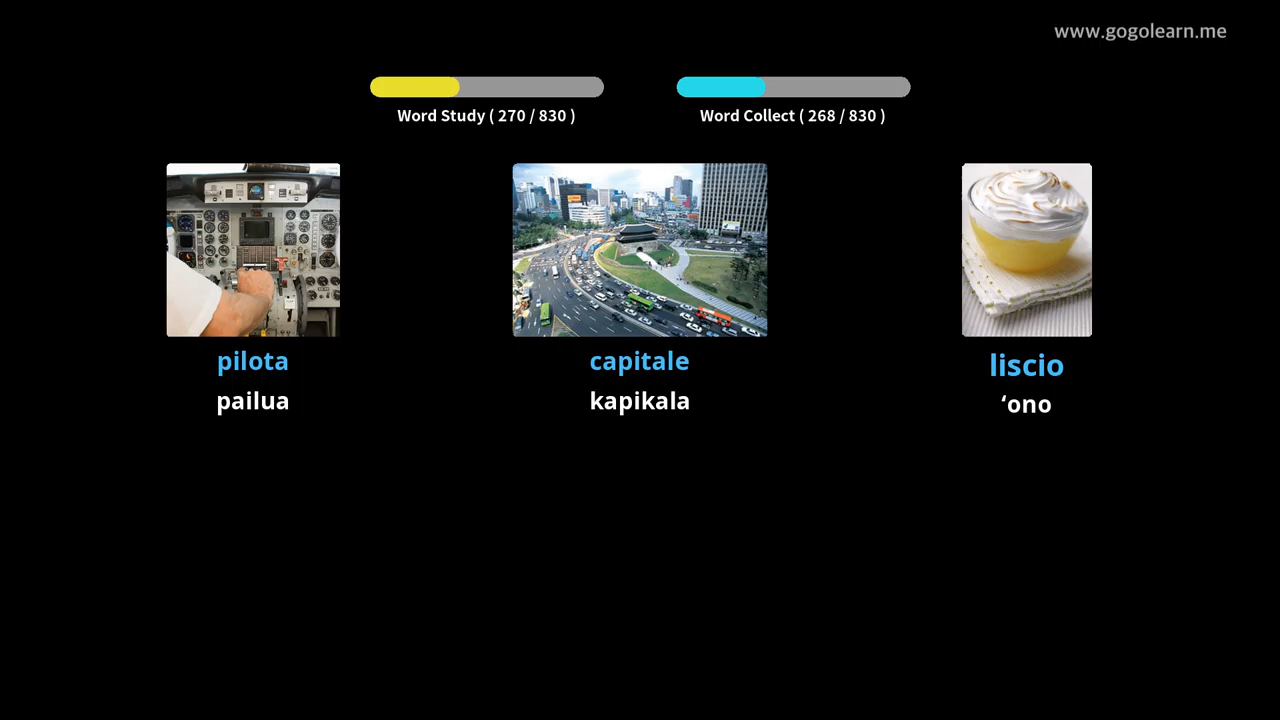 www.gogolearn.me
Word Study ( 270 / 830 )
Word Collect ( 268 / 830 )
pilota
pailua
capitale
kapikala
liscio
ʻono